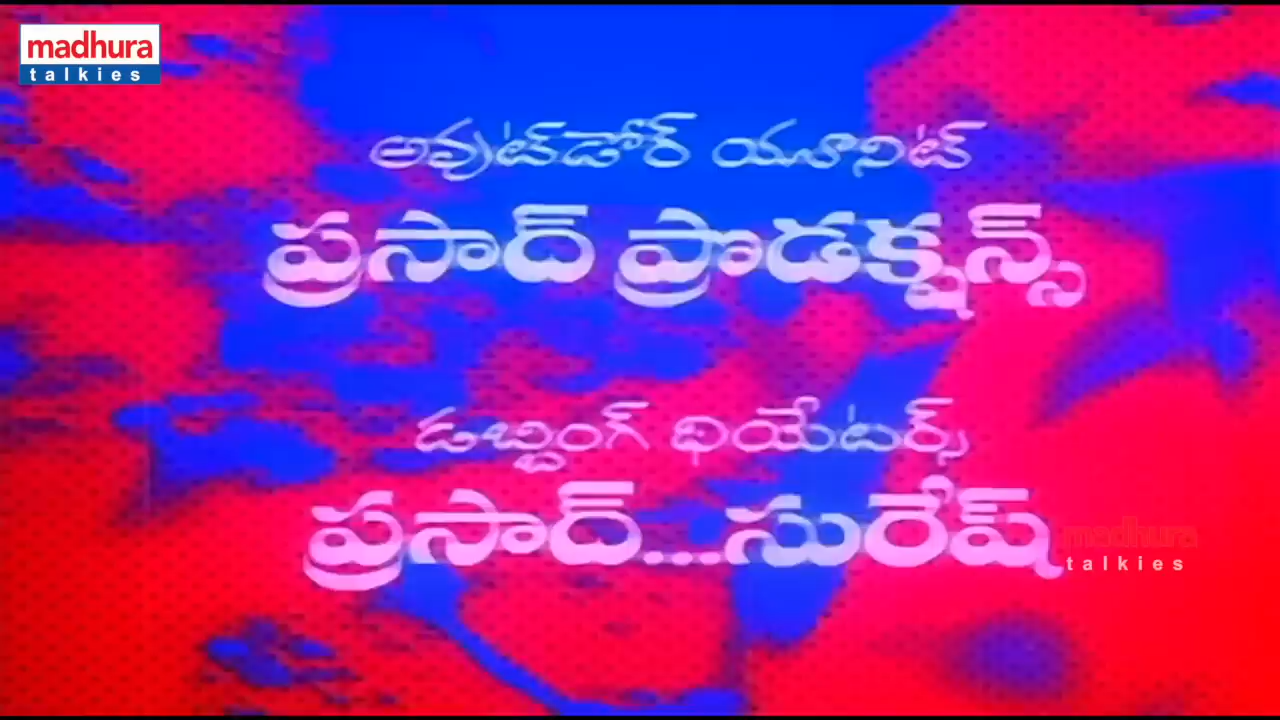 madhura
talkies
అవుట్‌డోర్ యూనిట్
ప్రసాద్ ప్రొడక్షన్స్
డబ్బింగ్ థియేటర్స్
ప్రసాద్...సురేష్
madhura
talkies